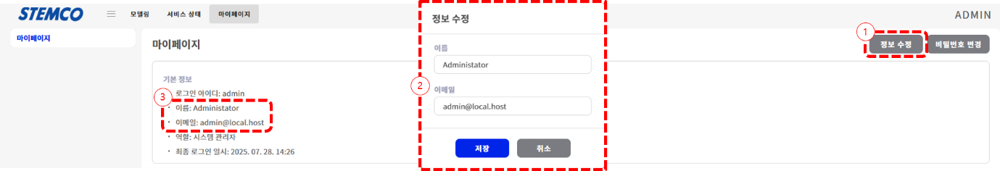 STEMCO
모델링
서비스 상태
마이페이지
ADMIN
마이페이지
마이페이지
1
정보 수정
비밀번호 변경
기본 정보
· 로그인 아이디: admin
3
· 이름: Administator
· 이메일: admin@local.host
· 역할: 시스템 관리자
· 최종 로그인 일시: 2025. 07. 28. 14:26
정보 수정
이름
Administator
2
이메일
admin@local.host
저장
취소